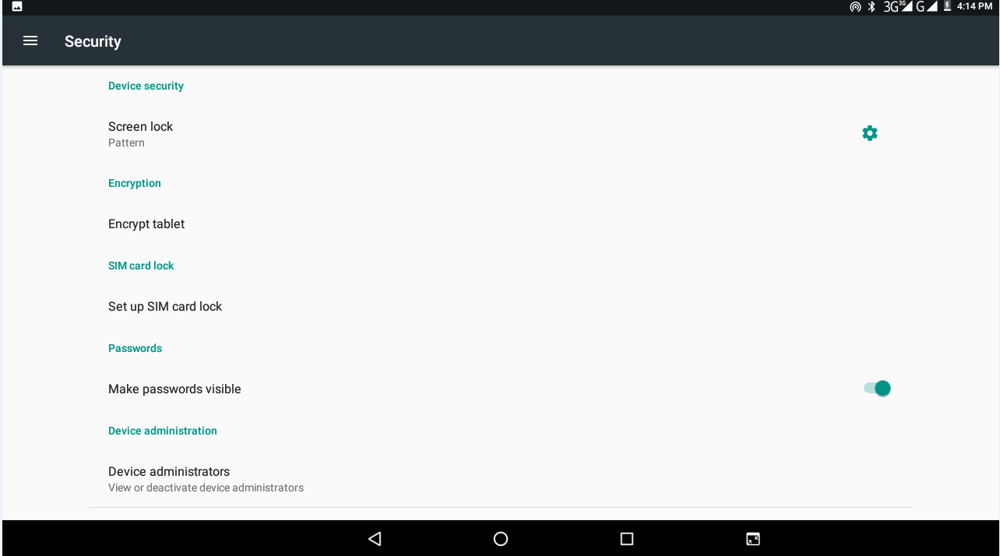 3G 3G G 4:14 PM
Security
Device security
Screen lock
Pattern
Encryption
Encrypt tablet
SIM card lock
Set up SIM card lock
Passwords
Make passwords visible
Device administration
Device administrators
View or deactivate device administrators